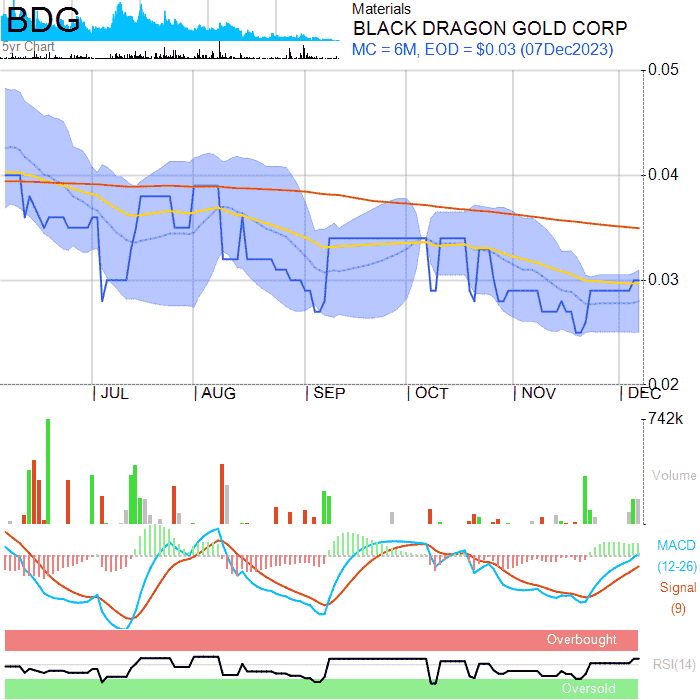 BDG
Materials
BLACK DRAGON GOLD CORP
5yr Chart
MC = 6M, EOD = $0.03 (07Dec2023)
0.05
0.04
0.03
0.02
JUL
AUG
SEP
OCT
NOV
DEC
742k
Volume
MACD
(12-26)
Signal
(9)
Overbought
RSI(14)
Oversold